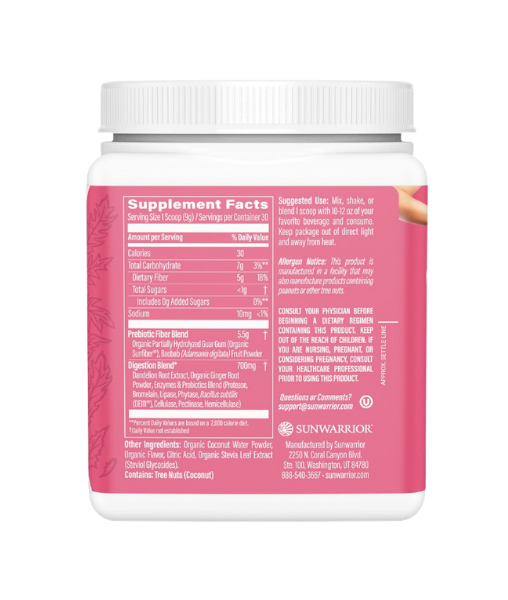 Supplement Facts
Serving Size 1 Scoop (9g) / Servings per Container 30
Amount per Serving % Daily Value
Calories 30
Total Carbohydrate 7g 3%**
Dietary Fiber 5g 18%
Total Sugars <1g †
Includes 0g Added Sugars 0%**
Sodium 10mg <1%
Prebiotic Fiber Blend 5.5g †
Organic Partially Hydrolyzed Guar Gum (Organic
Sunfiber®), Baobab (Adansonia digitata) Fruit Powder
Digestion Blend* 700mg †
Dandelion Root Extract, Organic Ginger Root
Powder, Enzymes & Probiotics Blend (Protease,
Bromelain, Lipase, Phytase, Bacillus subtilis
(DE111®), Cellulase, Pectinase, Hemicellulase)
**Percent Daily Values are based on a 2,000 calorie diet.
†Daily Value not established
Other Ingredients: Organic Coconut Water Powder,
Organic Flavor, Citric Acid, Organic Stevia Leaf Extract
(Steviol Glycosides).
Contains: Tree Nuts (Coconut)
Suggested Use: Mix, shake, or
blend 1 scoop with 10-12 oz of your
favorite beverage and consume.
Keep package out of direct light
and away from heat.
Allergen Notice: This product is
manufactured in a facility that may
also manufacture products containing
peanuts or other tree nuts.
CONSULT YOUR PHYSICIAN BEFORE
BEGINNING A DIETARY REGIMEN
CONTAINING THIS PRODUCT. KEEP
OUT OF THE REACH OF CHILDREN. IF
YOU ARE NURSING, PREGNANT, OR
CONSIDERING PREGNANCY, CONSULT
YOUR HEALTHCARE PROFESSIONAL
PRIOR TO USING THIS PRODUCT.
Questions or Comments?
support@sunwarrior.com U
SUNWARRIOR®
Manufactured by Sunwarrior
2250 N. Coral Canyon Blvd.
Ste. 100, Washington, UT 84780
888-540-3667 - sunwarrior.com
APPROX. SETTLE LINE